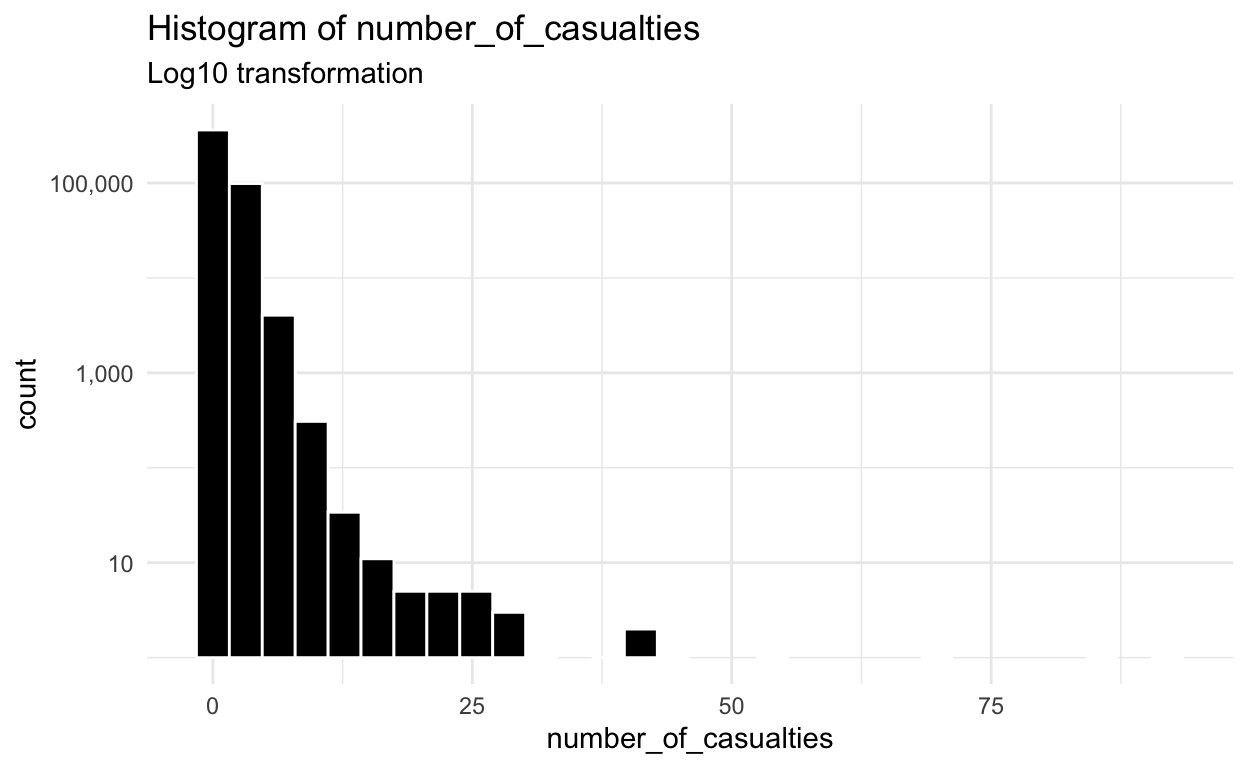 Histogram of number_of_casualties
Log10 transformation
100,000
1,000
10
count
0 25 50 75
number_of_casualties